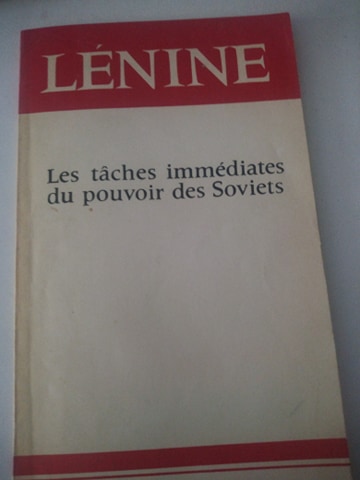 LÉNINE
Les tâches immédiates
du pouvoir des Soviets